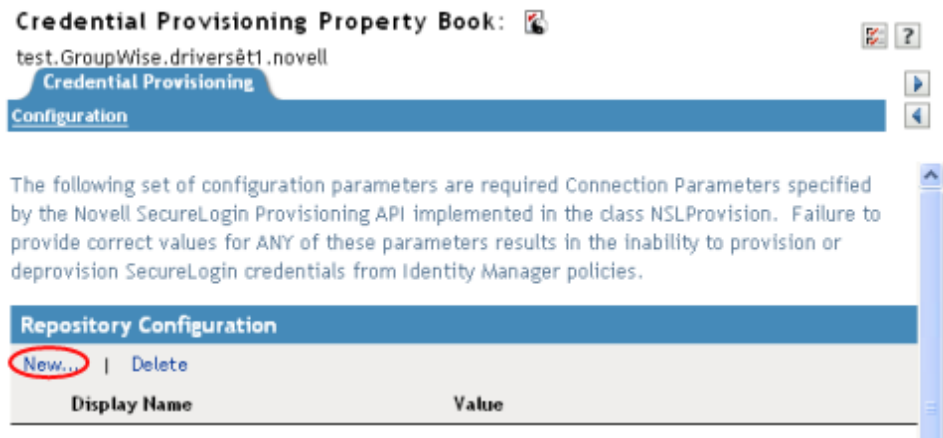 Credential Provisioning Property Book:
?
test.GroupWise.driversêt1.novell
Credential Provisioning
Configuration
The following set of configuration parameters are required Connection Parameters specified
by the Novell SecureLogin Provisioning API implemented in the class NSLProvision. Failure to
provide correct values for ANY of these parameters results in the inability to provision or
deprovision SecureLogin credentials from Identity Manager policies.
Repository Configuration
New... | Delete
Display Name Value